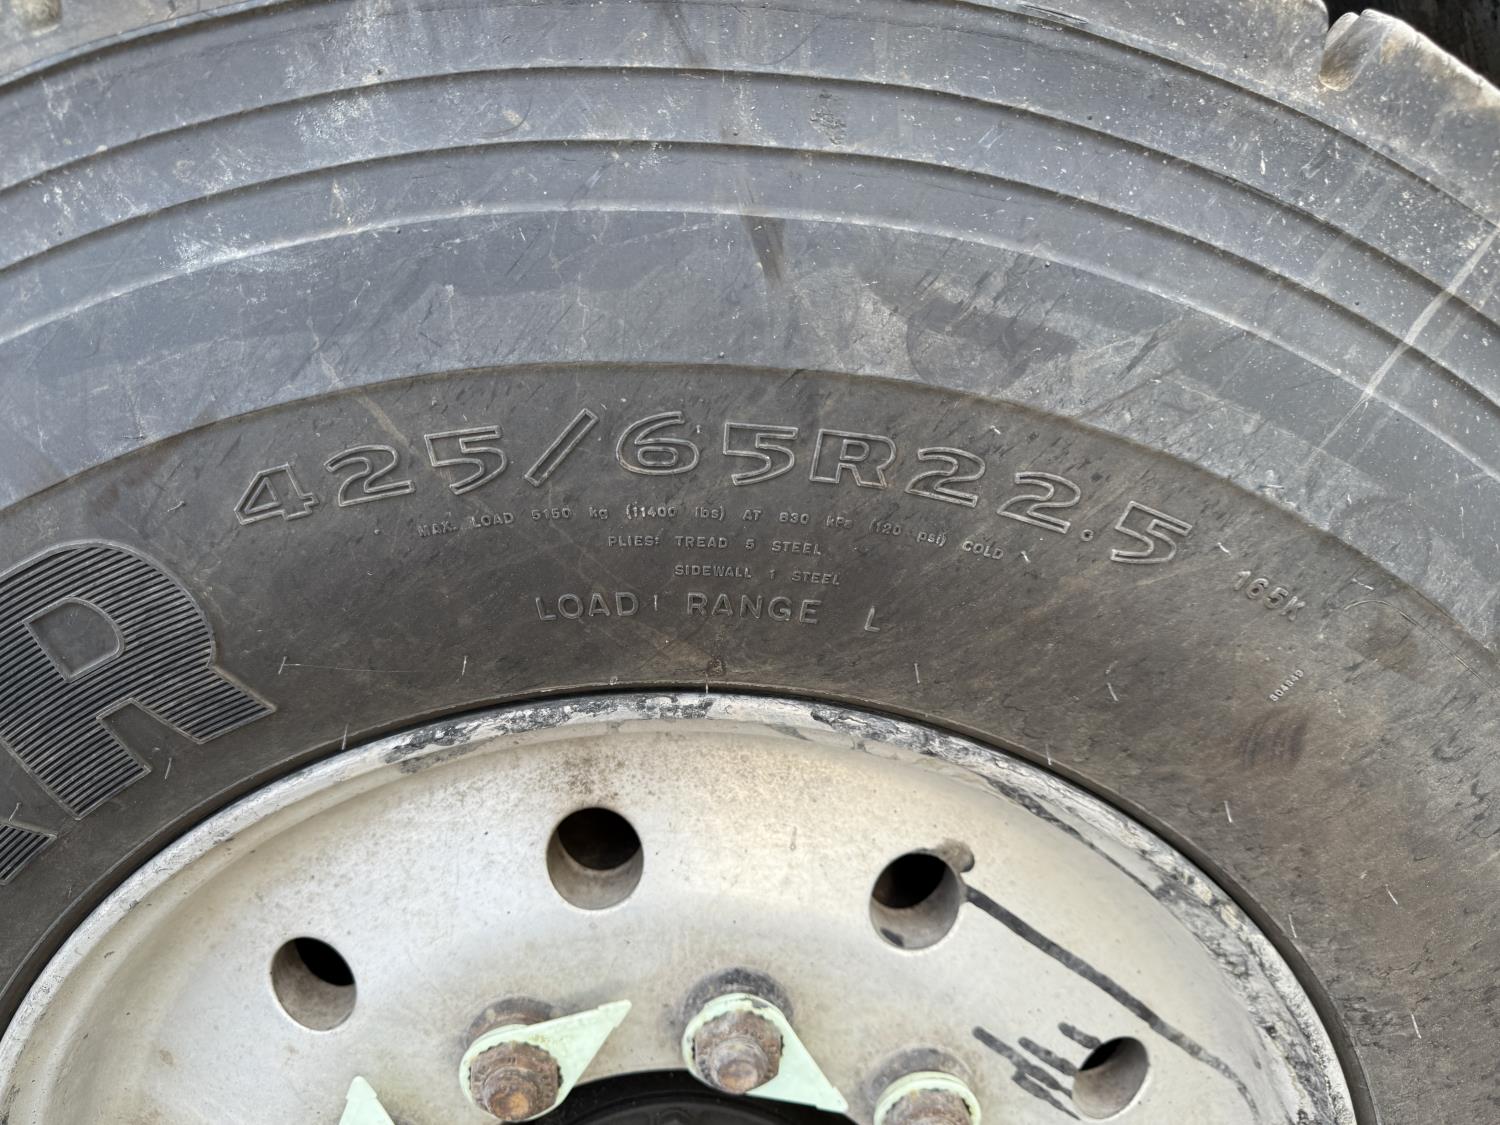 425/65R22.5
MAX. LOAD 5150 kg (11400 lbs) AT 830 kPa (120 psi) COLD
PLIES: TREAD 5 STEEL
SIDEWALL 1 STEEL
LOAD RANGE L
165K
R